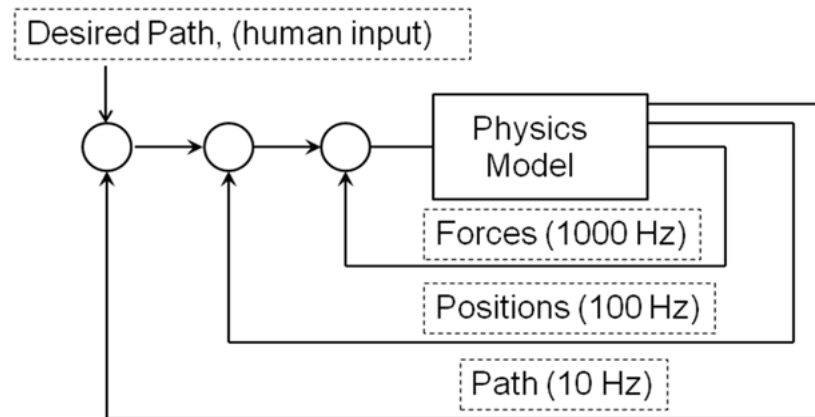 Desired Path, (human input)
Physics
Model
Forces (1000 Hz)
Positions (100 Hz)
Path (10 Hz)